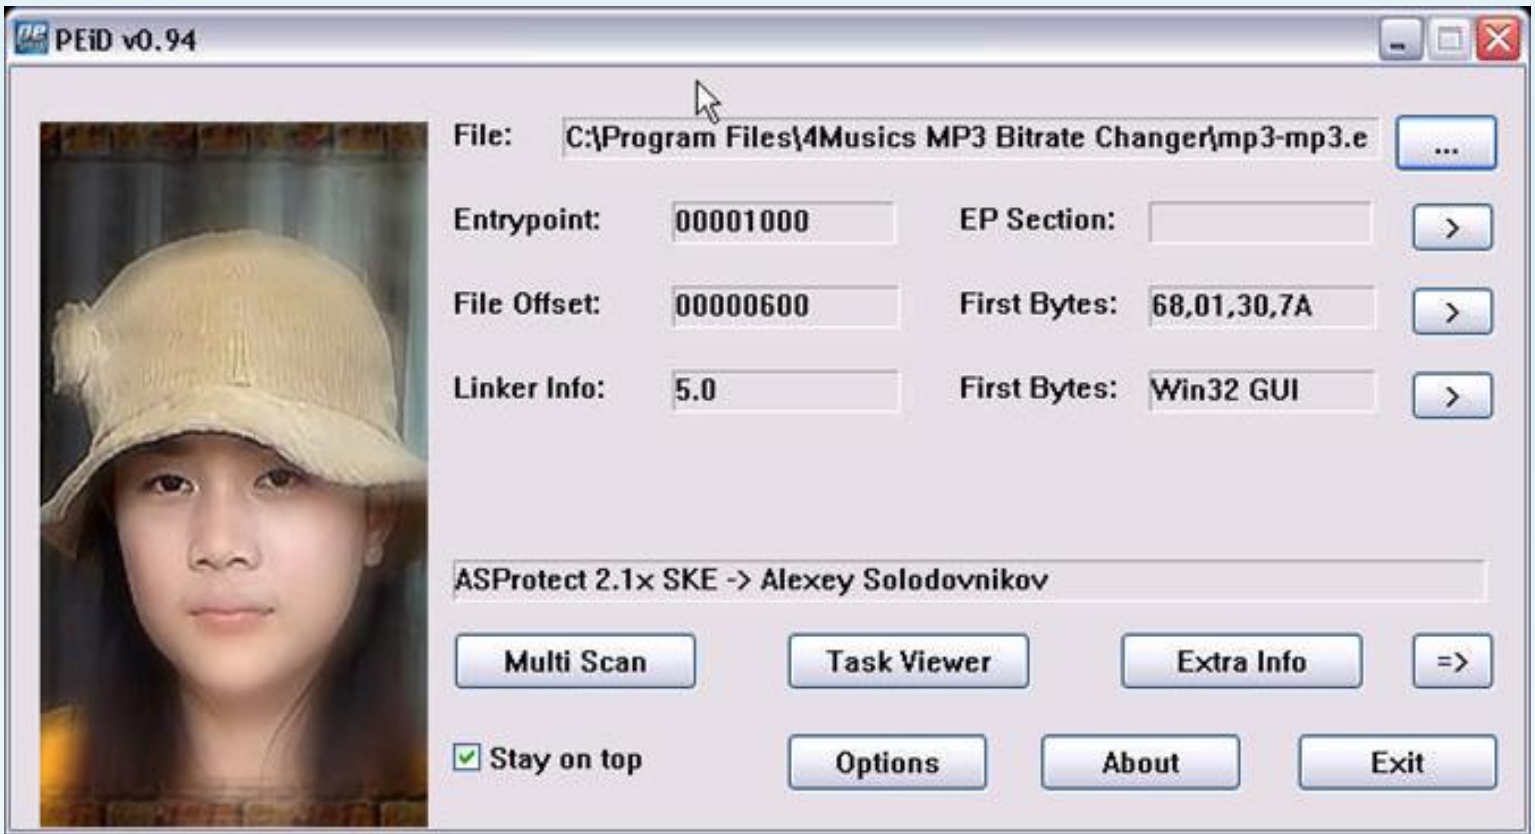 PEiD v0.94
File: C:\Program Files\4Musics MP3 Bitrate Changer\mp3-mp3.e ...
Entrypoint: 00001000 EP Section: >
File Offset: 00000600 First Bytes: 68,01,30,7A >
Linker Info: 5.0 First Bytes: Win32 GUI >
ASProtect 2.1x SKE -> Alexey Solodovnikov
Multi Scan Task Viewer Extra Info =>
Stay on top Options About Exit